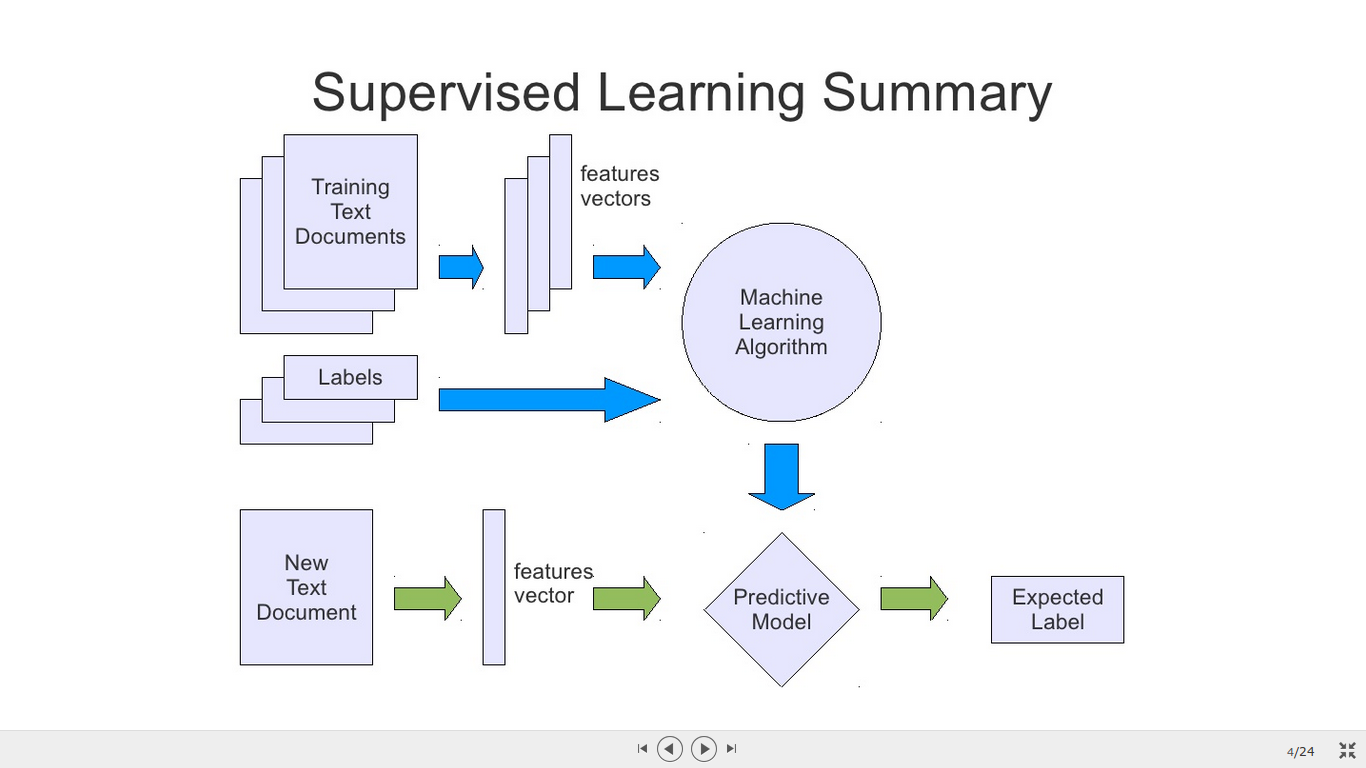 Supervised Learning Summary
Training
Text
Documents
features
vectors
Machine
Learning
Algorithm
Labels
New
Text
Document
features
vector
Predictive
Model
Expected
Label
4/24